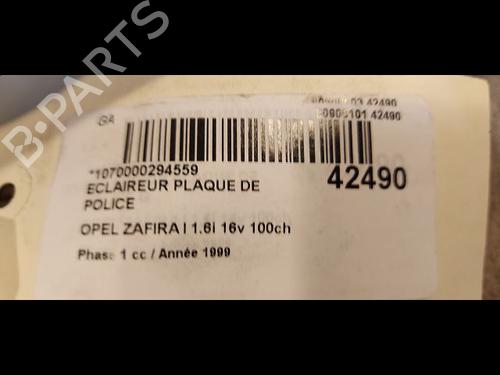 B-PARTS
GA
42490
42490
*1070000294559
42490
ECLAIREUR PLAQUE DE
POLICE
OPEL ZAFIRA I 1.6i 16v 100ch
Phase 1 cc / Année 1999